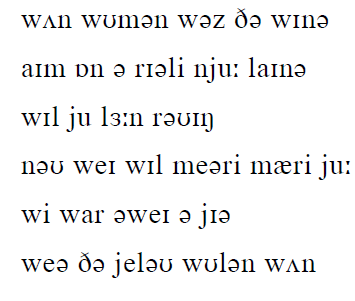 wʌn wʊmən wəz ðə wɪnə
aɪm ɒn ə rɪəli njuː laɪnə
wɪl ju lɜːn rəʊɪŋ
nəʊ weɪ wɪl meəri mæri juː
wi war əweɪ ə jɪə
weə ðə jeləʊ wʊlən wʌn